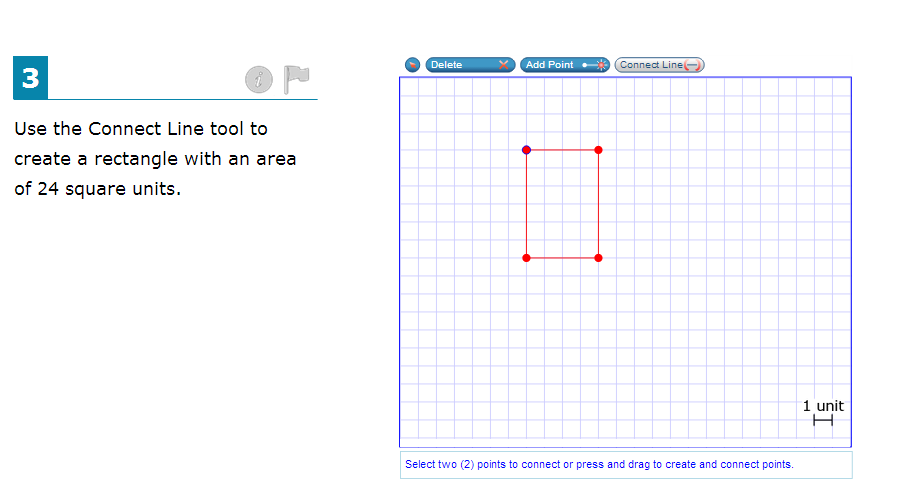 3
Use the Connect Line tool to
create a rectangle with an area
of 24 square units.
Delete
Add Point
Connect Line
1 unit
Select two (2) points to connect or press and drag to create and connect points.